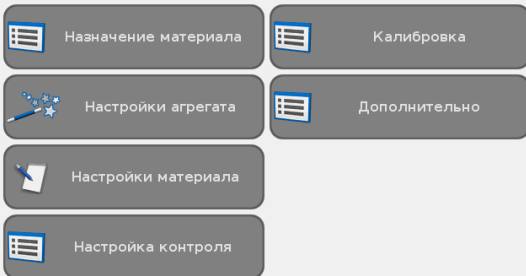 Назначение материала
Калибровка
Настройки агрегата
Дополнительно
Настройки материала
Настройка контроля